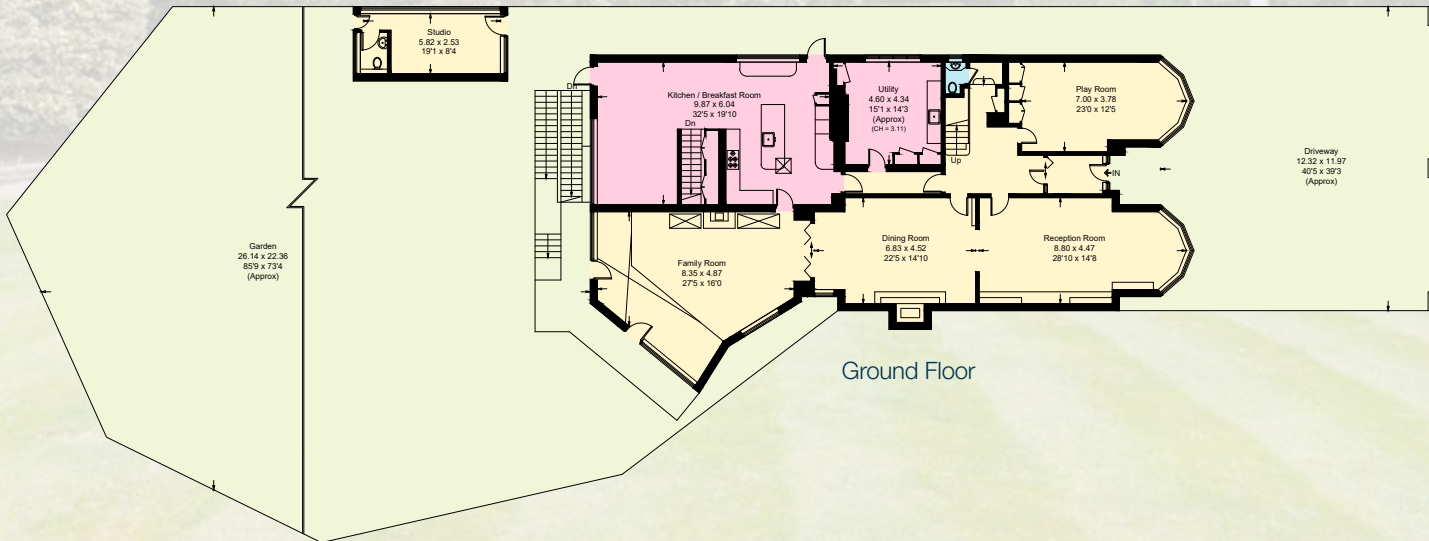 Studio
5.82 x 2.53
19'1 x 8'4
Dn
Kitchen / Breakfast Room
9.87 x 6.04
32'5 x 19'10
Dn
Utility
4.60 x 4.34
15'1 x 14'3
(Approx)
(CH = 3.11)
Up
Play Room
7.00 x 3.78
23'0 x 12'5
IN
Driveway
12.32 x 11.97
40'5 x 39'3
(Approx)
Garden
26.14 x 22.36
85'9 x 73'4
(Approx)
Family Room
8.35 x 4.87
27'5 x 16'0
Dining Room
6.83 x 4.52
22'5 x 14'10
Reception Room
8.80 x 4.47
28'10 x 14'8
Ground Floor